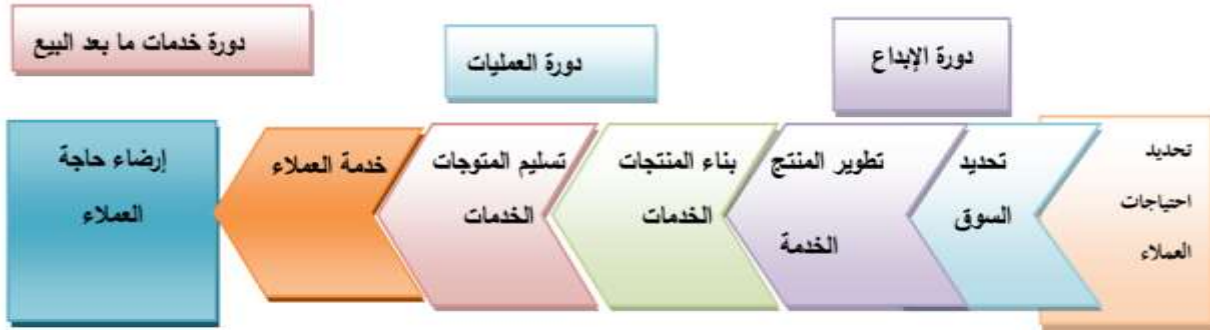 دورة الإبداع
دورة العمليات
دورة خدمات ما بعد البيع
تحديد
احتياجات
العملاء
تحديد
السوق
تطوير المنتج
الخدمة
بناء المنتجات
الخدمات
تسليم المتوجات
الخدمات
خدمة العملاء
إرضاء حاجة
العملاء